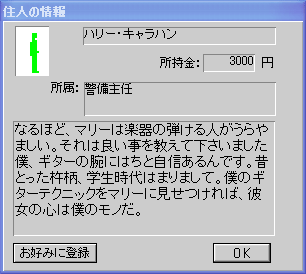 住人の情報
ハリー・キャラハン
所持金: 3000 円
所属: 警備主任
なるほど、マリーは楽器の弾ける人がうらや
ましい。それは良い事を教えて下さいました
僕、ギターの腕にはちと自信あるんです。昔
とった杵柄、学生時代はまりまして。僕のギ
ターテクニックをマリーに見せつければ、彼
女の心は僕のモノだ。
お好みに登録
OK